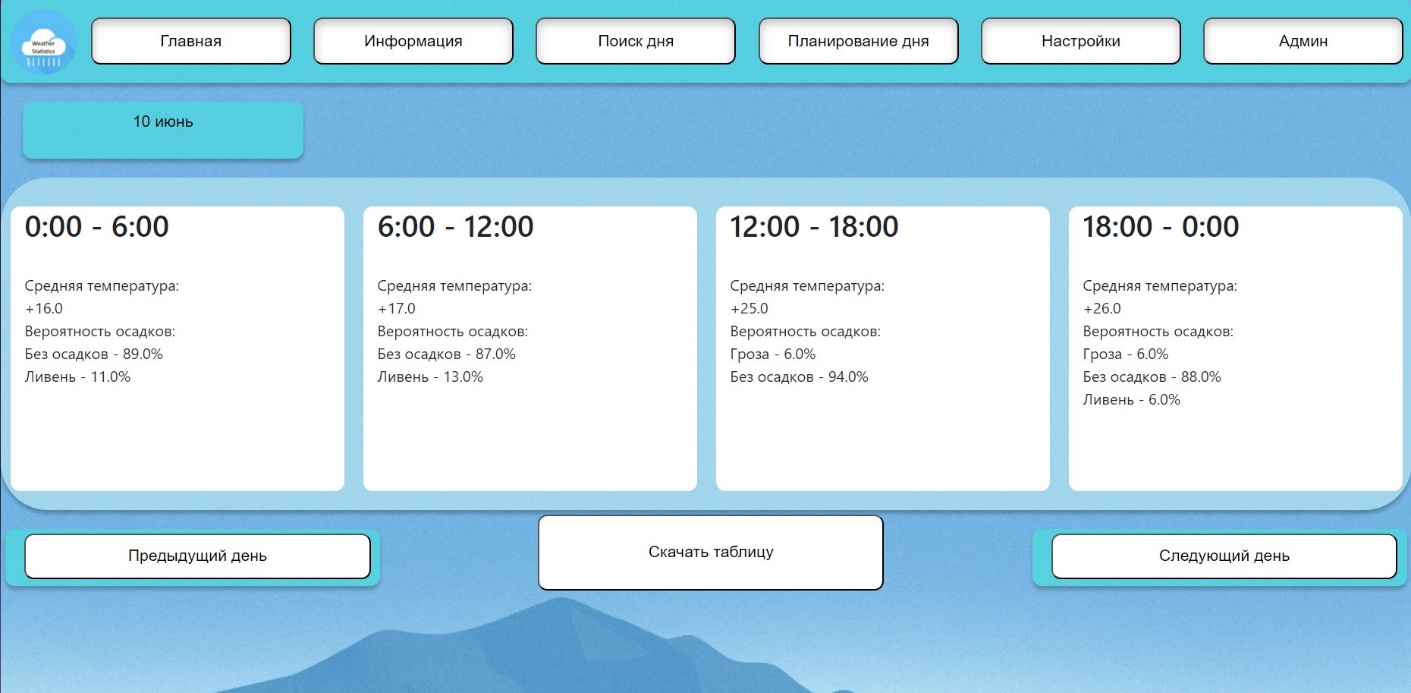 Weather
Statistics
Главная
Информация
Поиск дня
Планирование дня
Настройки
Админ
10 июнь
0:00 - 6:00
Средняя температура:
+16.0
Вероятность осадков:
Без осадков - 89.0%
Ливень - 11.0%
6:00 - 12:00
Средняя температура:
+17.0
Вероятность осадков:
Без осадков - 87.0%
Ливень - 13.0%
12:00 - 18:00
Средняя температура:
+25.0
Вероятность осадков:
Гроза - 6.0%
Без осадков - 94.0%
18:00 - 0:00
Средняя температура:
+26.0
Вероятность осадков:
Гроза - 6.0%
Без осадков - 88.0%
Ливень - 6.0%
Предыдущий день
Скачать таблицу
Следующий день